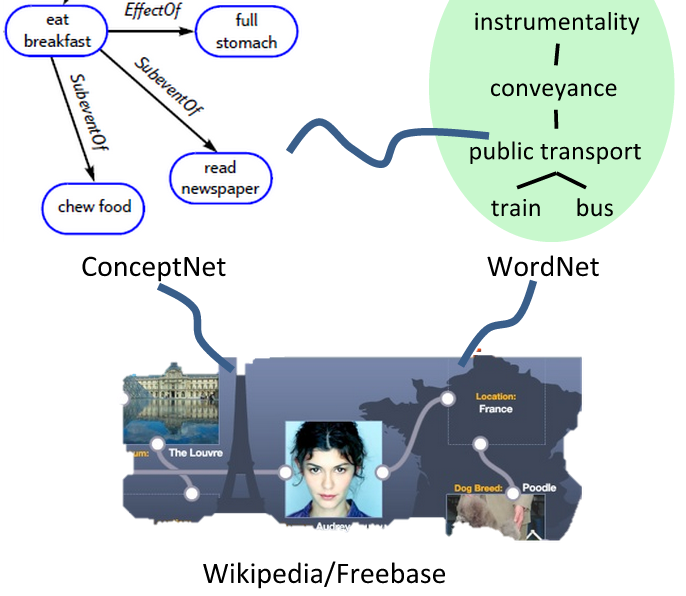 EffectOf
eat
breakfast
full
stomach
SubeventOf
SubeventOf
read
newspaper
chew food
instrumentality
conveyance
public transport
train bus
ConceptNet
WordNet
Location:
France
um:
The Louvre
Dog Breed:
Poodle
Audrey
Wikipedia/Freebase